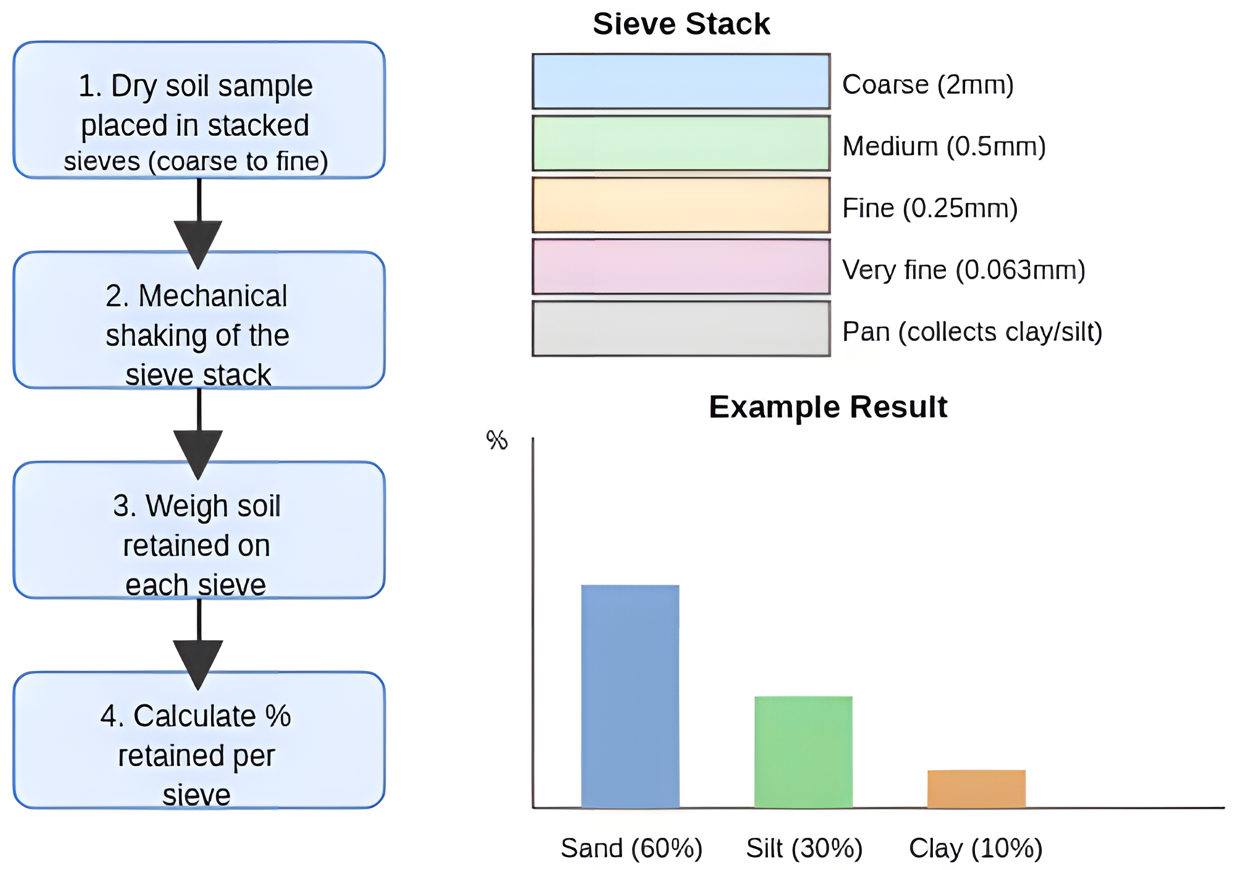 1. Dry soil sample
placed in stacked
sieves (coarse to fine)
2. Mechanical
shaking of the
sieve stack
3. Weigh soil
retained on
each sieve
4. Calculate %
retained per
sieve
Sieve Stack
Coarse (2mm)
Medium (0.5mm)
Fine (0.25mm)
Very fine (0.063mm)
Pan (collects clay/silt)
Example Result
%
Sand (60%)
Silt (30%)
Clay (10%)